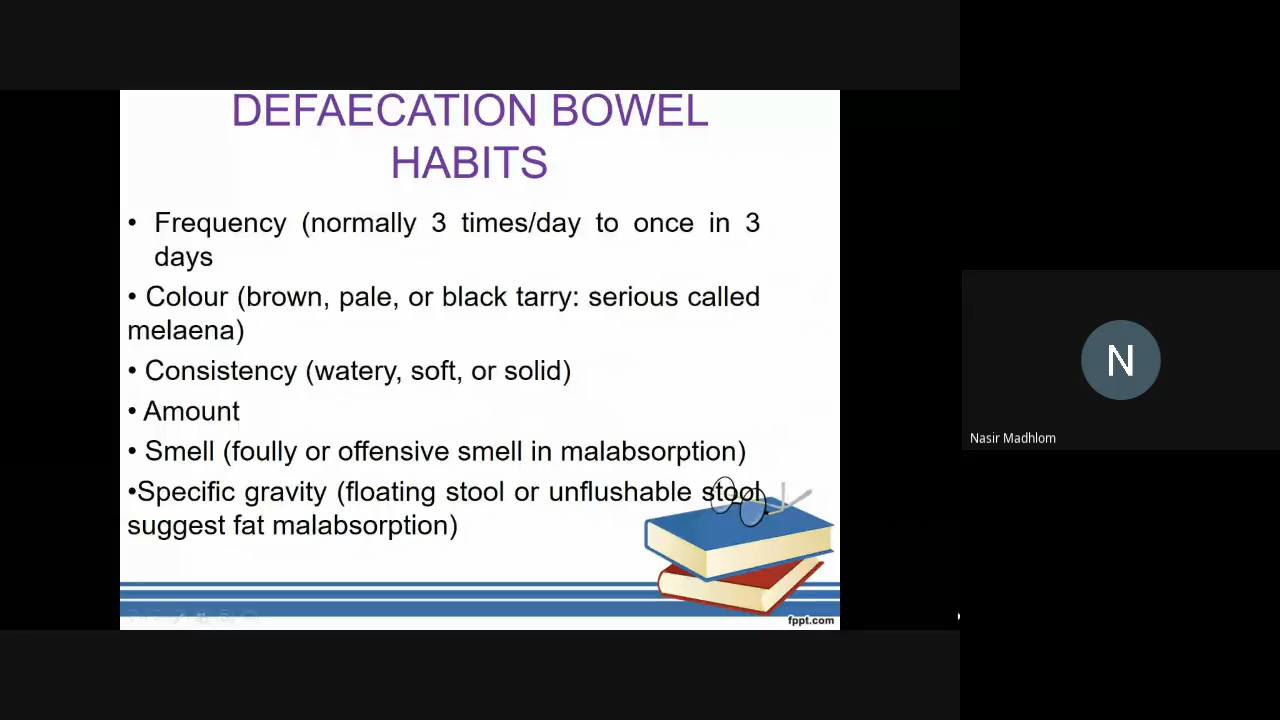 DEFAECATION BOWEL
HABITS
• Frequency (normally 3 times/day to once in 3
days
• Colour (brown, pale, or black tarry: serious called
melaena)
• Consistency (watery, soft, or solid)
• Amount
• Smell (foully or offensive smell in malabsorption)
•Specific gravity (floating stool or unflushable stool
suggest fat malabsorption)
fppt.com
N
Nasir Madhlom